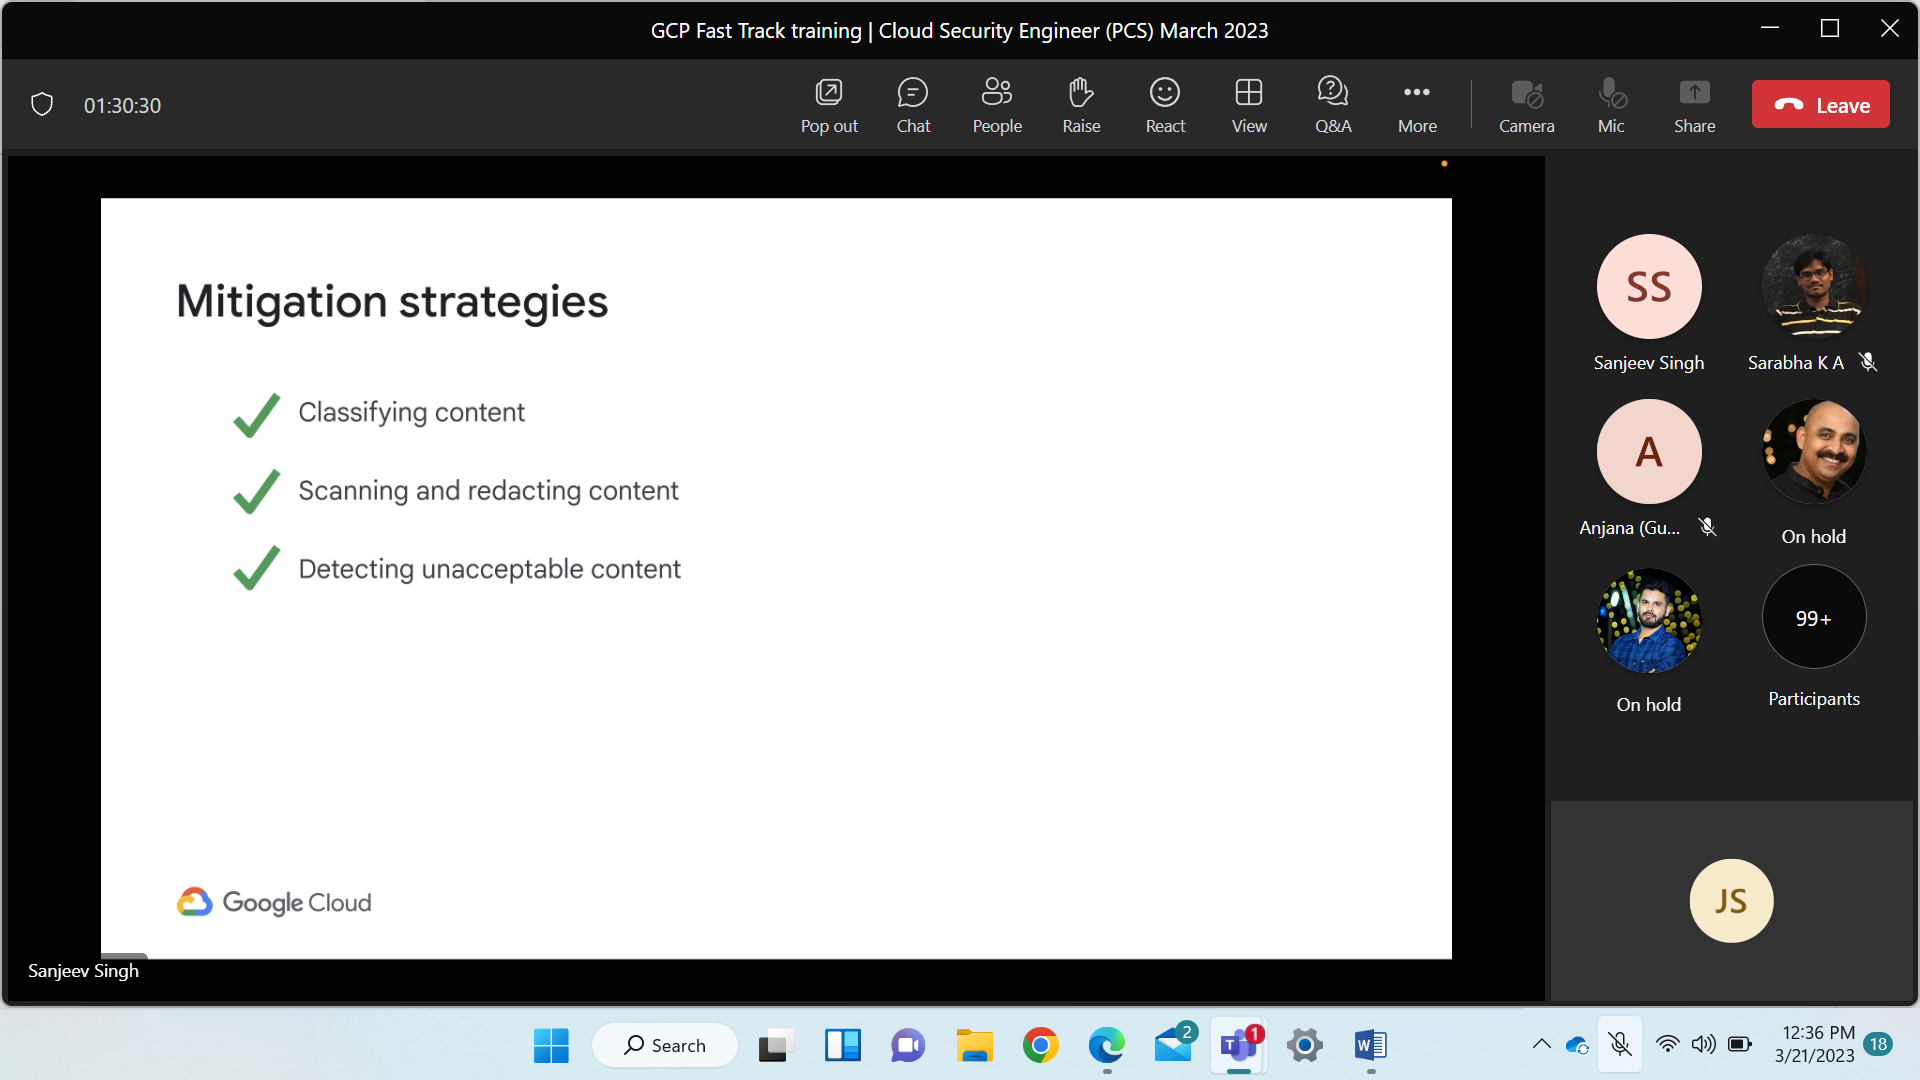 GCP Fast Track training | Cloud Security Engineer (PCS) March 2023
01:30:30
Pop out
Chat
People
Raise
React
View
Q&A
More
Camera
Mic
Share
Leave
Mitigation strategies
Classifying content
Scanning and redacting content
Detecting unacceptable content
Google Cloud
Sanjeev Singh
SS
Sanjeev Singh
Sarabha K A
A
Anjana (Gu...
On hold
On hold
99+
Participants
JS
Search
2
1
12:36 PM
3/21/2023
18